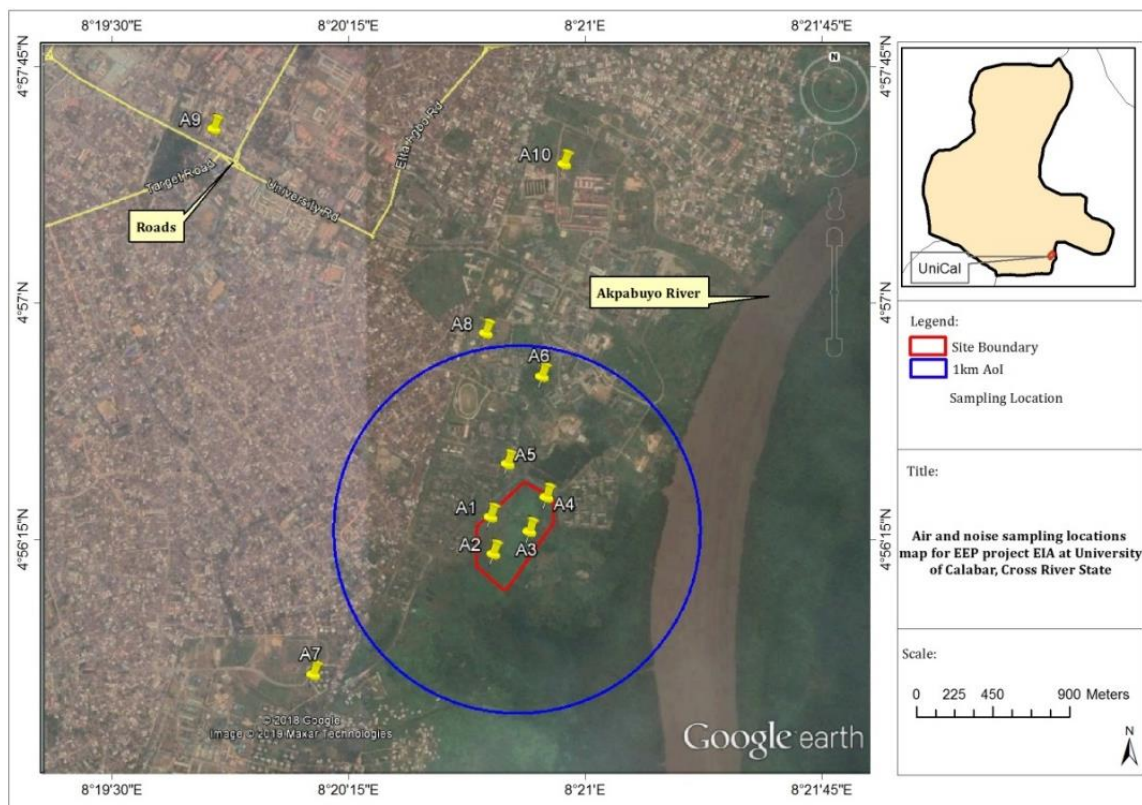 8°19'30"E 8°20'15"E 8°21'E 8°21'45"E
4°57'45"N
4°57'45"N
N
A9
A10
Target Road
University Rd
Etta Agbo Rd
Roads
UniCal
Akpabuyo River
4°57'N
4°57'N
A8
A6
A5
A4
A1
A2
A3
4°56'15"N
4°56'15"N
A7
© 2018 Google
Image © 2019 Maxar Technologies
Google earth
8°19'30"E 8°20'15"E 8°21'E 8°21'45"E
Legend:
Site Boundary
1km AoI
Sampling Location
Title:
Air and noise sampling locations
map for EEP project EIA at University
of Calabar, Cross River State
Scale:
0 225 450 900 Meters
N